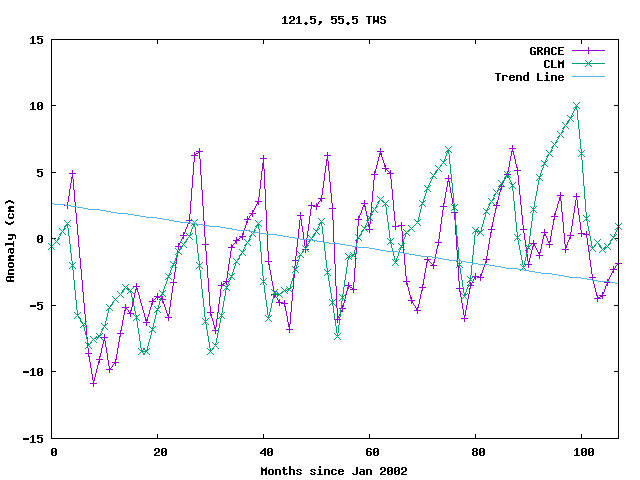 121.5, 55.5 TWS
GRACE
CLM
Trend Line
15
10
5
0
-5
-10
-15
Anomaly (cm)
0 20 40 60 80 100
Months since Jan 2002